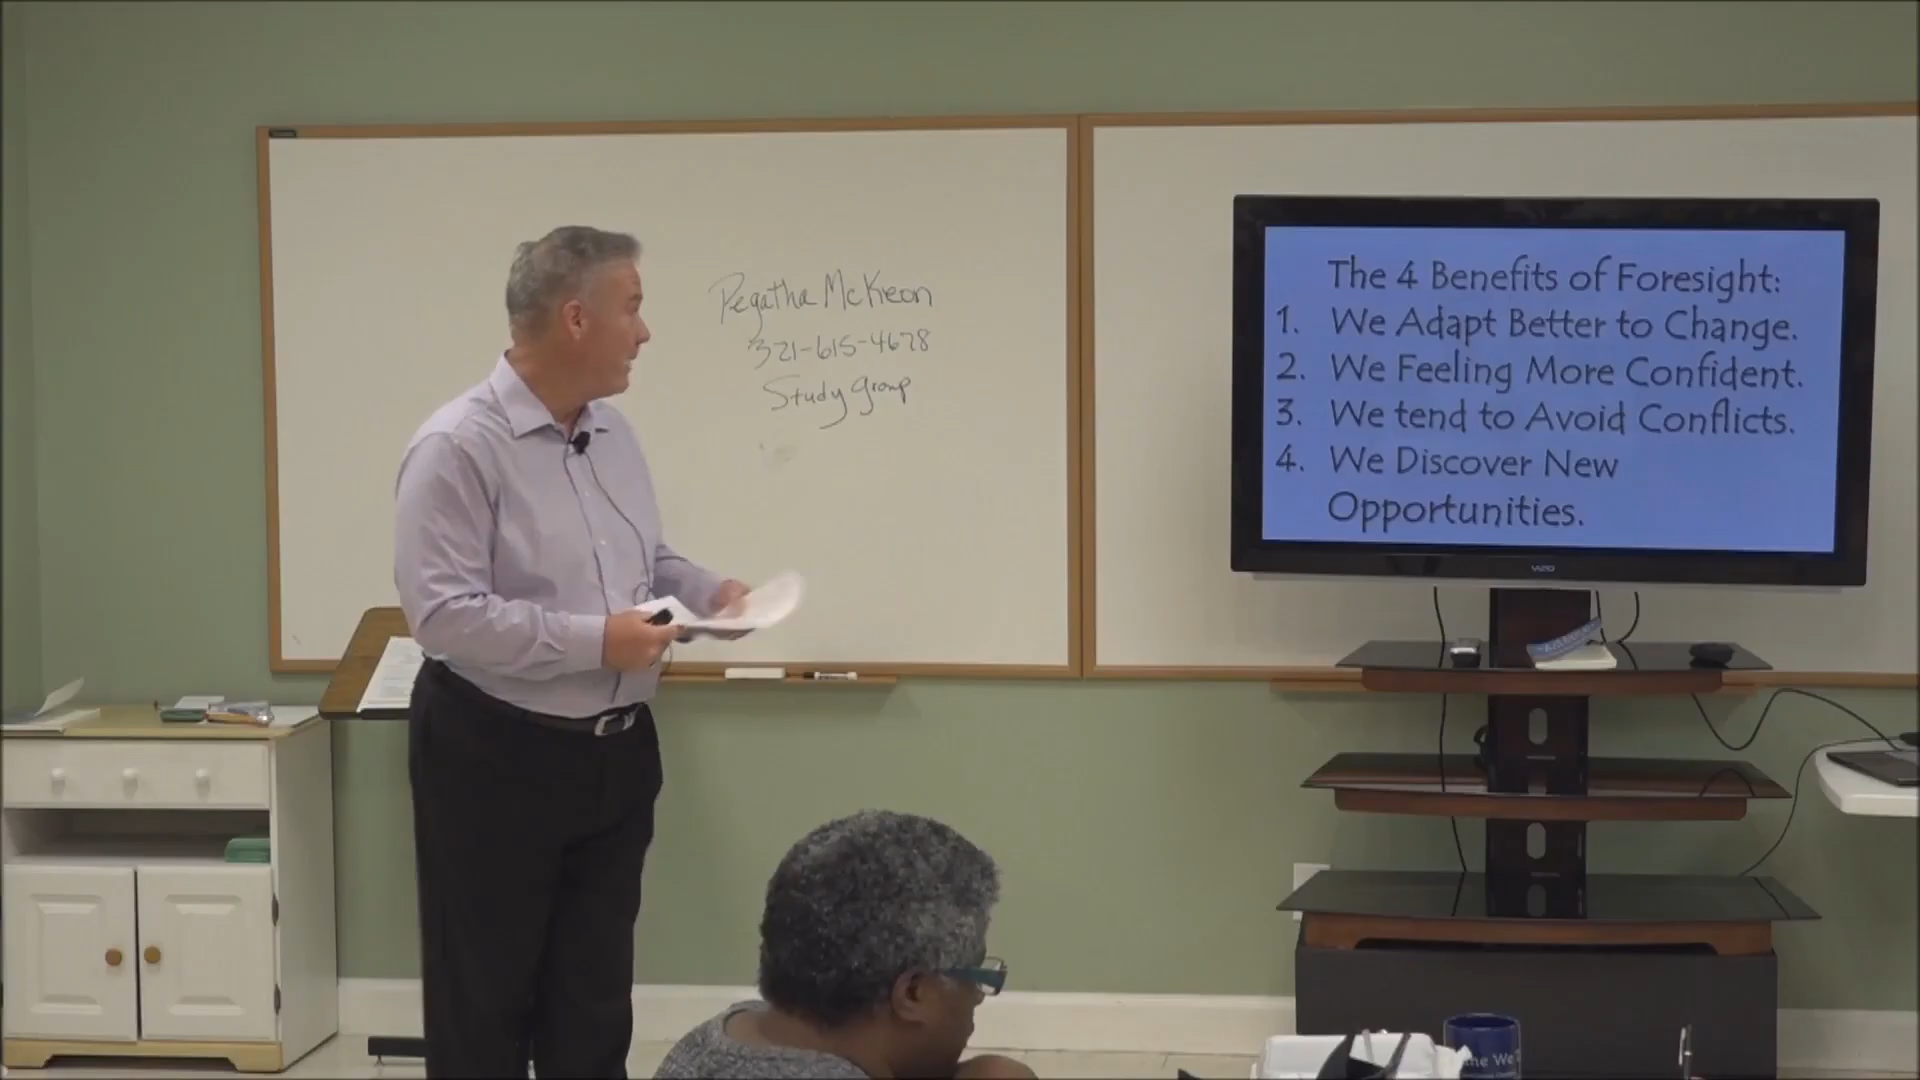 Pegatha McKeon
321-615-4678
Study group
The 4 Benefits of Foresight:
1. We Adapt Better to Change.
2. We Feeling More Confident.
3. We tend to Avoid Conflicts.
4. We Discover New
Opportunities.
VIZIO